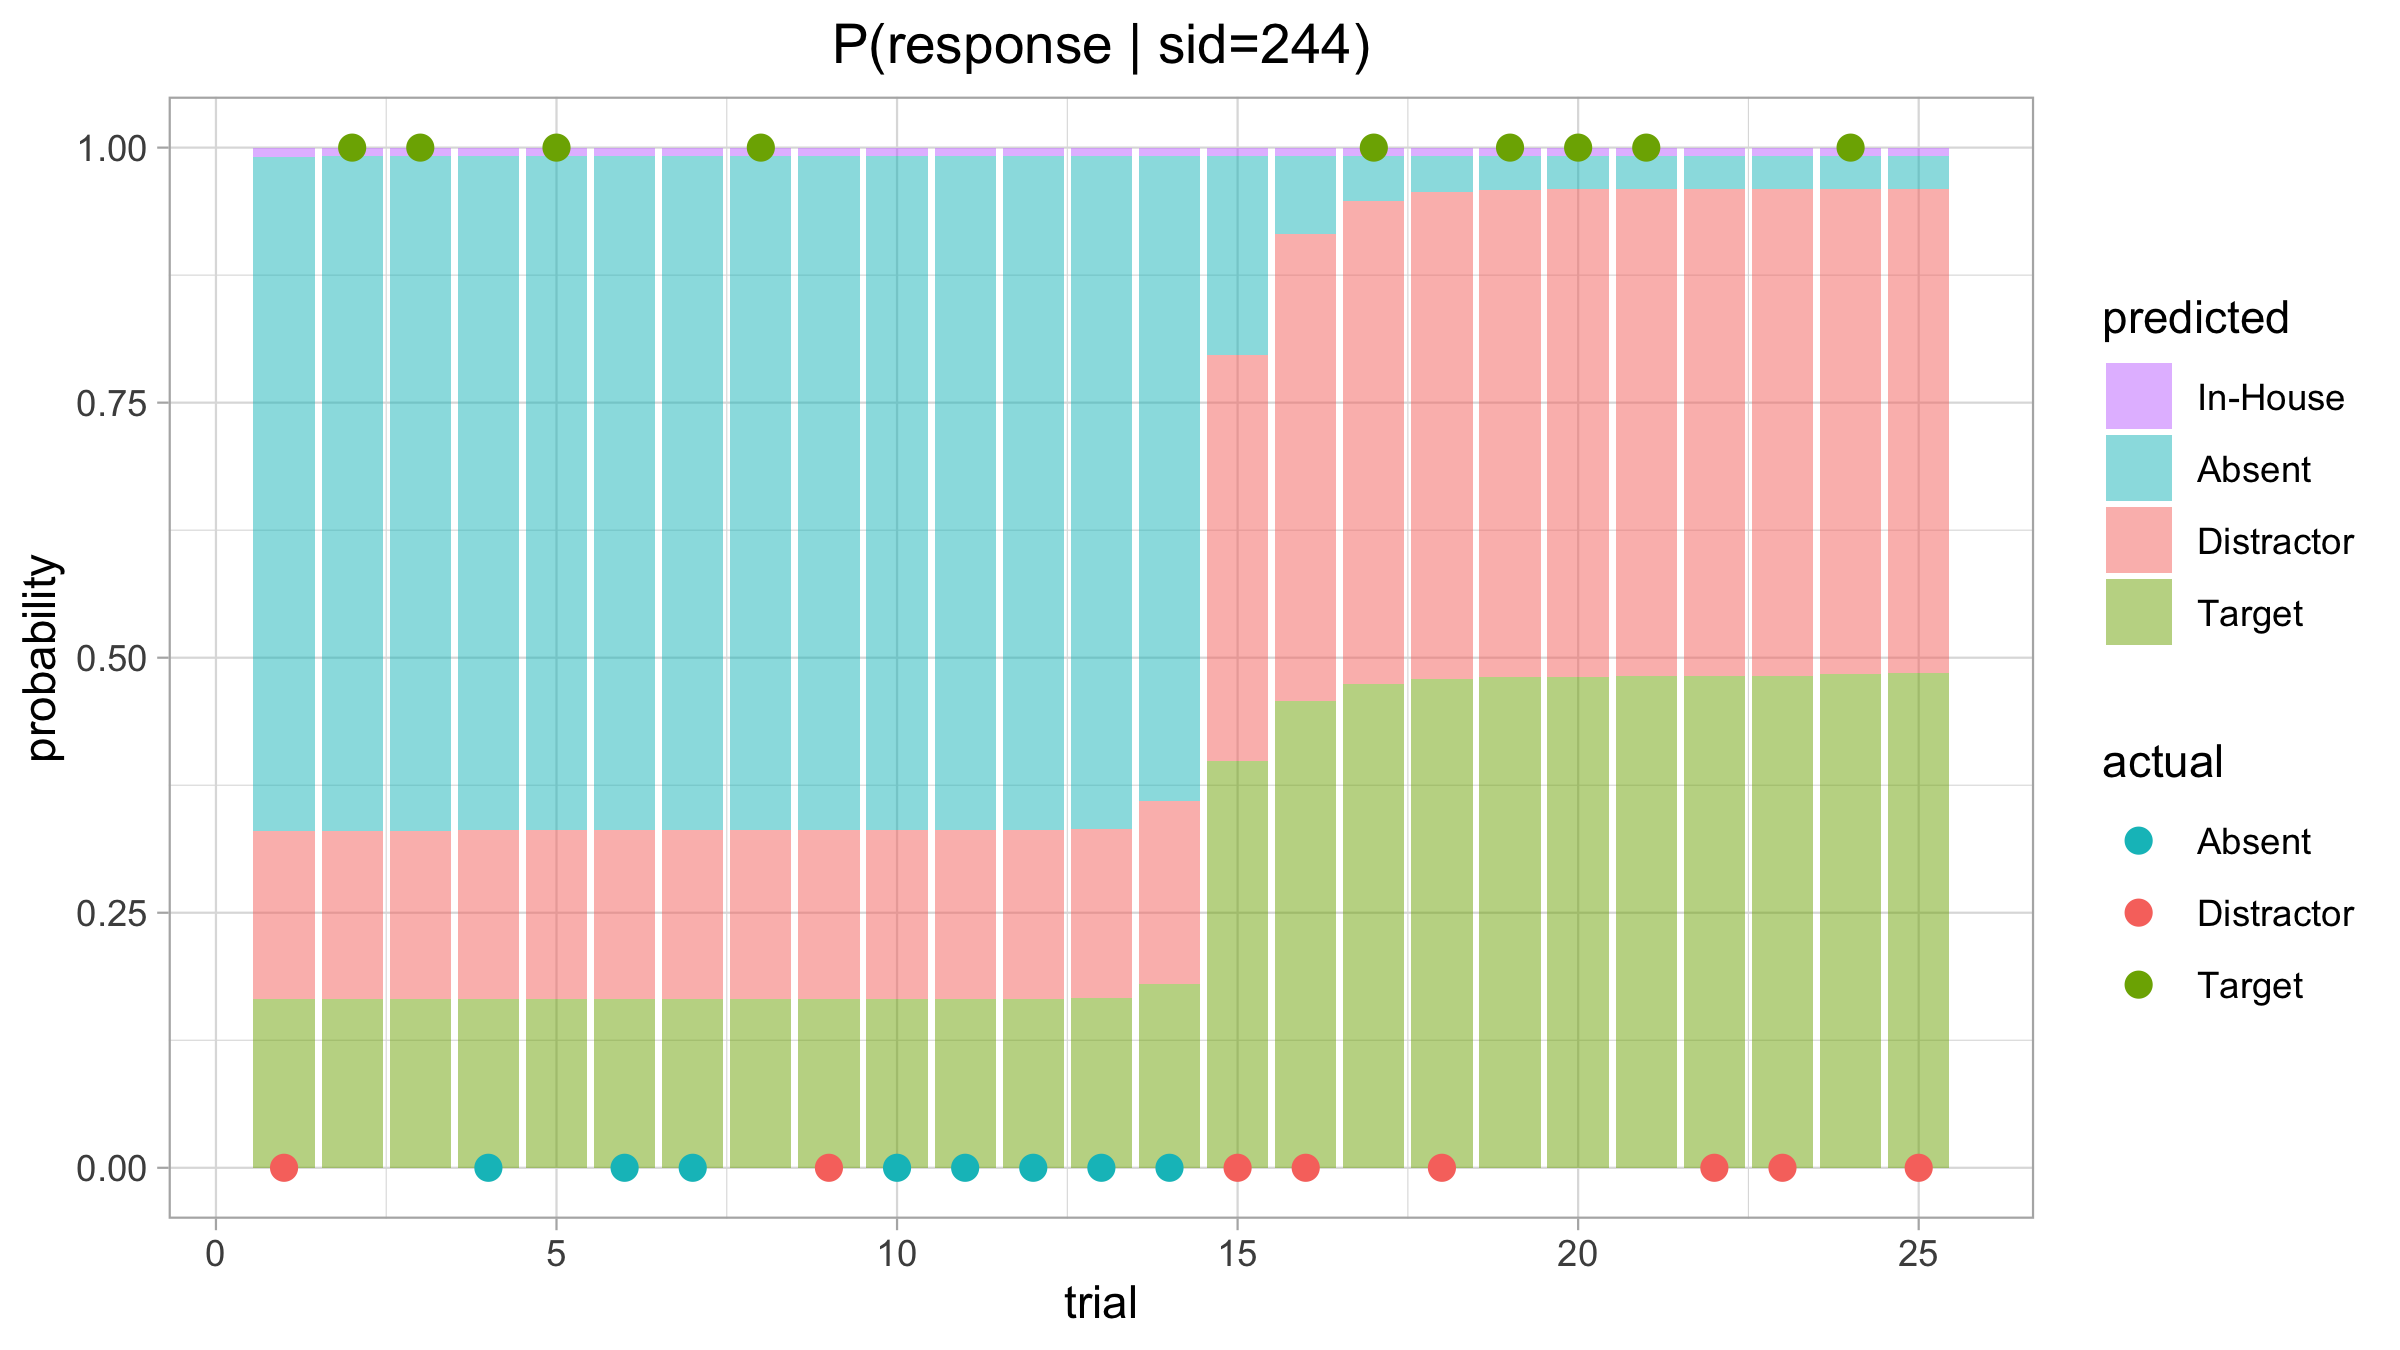 P(response | sid=244)
probability
1.00
0.75
0.50
0.25
0.00
0 5 10 15 20 25
trial
predicted
In-House
Absent
Distractor
Target
actual
Absent
Distractor
Target